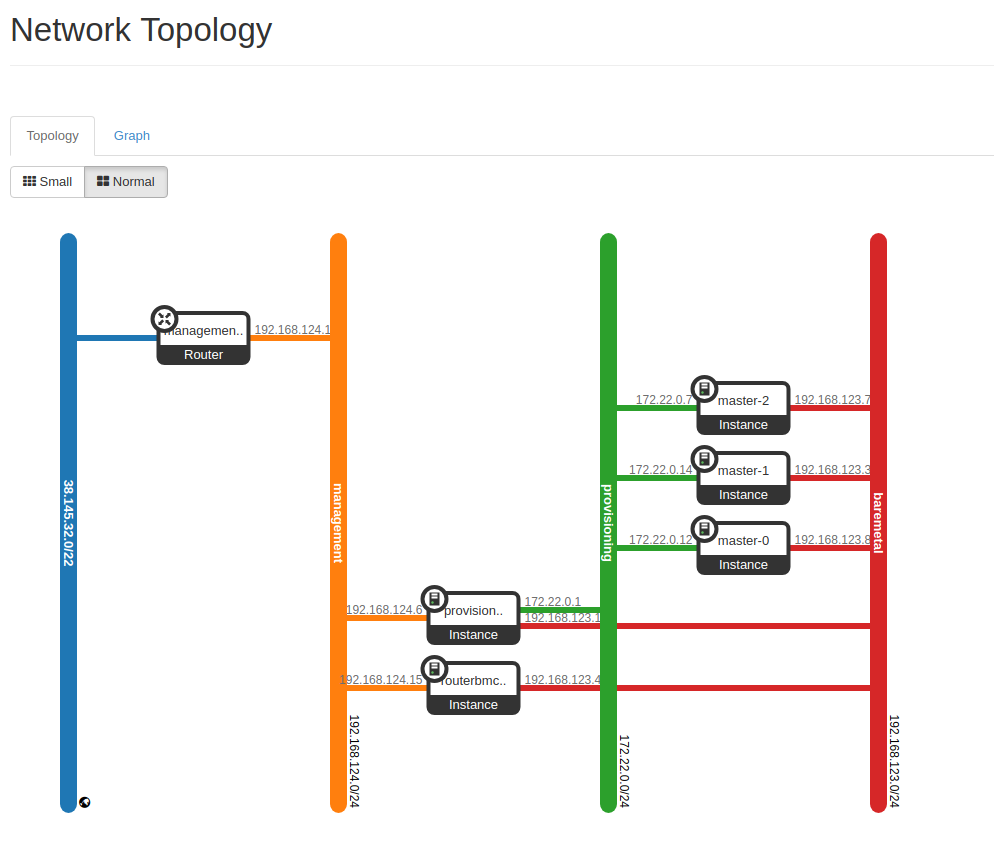 Network Topology
Topology
Graph
Small
Normal
38.145.32.0/22
managemen..
Router
192.168.124.1
management
192.168.124.0/24
provisioning
172.22.0.0/24
baremetal
192.168.123.0/24
172.22.0.7
master-2
Instance
192.168.123.7
172.22.0.14
master-1
Instance
192.168.123.3
172.22.0.12
master-0
Instance
192.168.123.8
192.168.124.6
provision..
Instance
172.22.0.1
192.168.123.1
192.168.124.15
routerbmc..
Instance
192.168.123.4